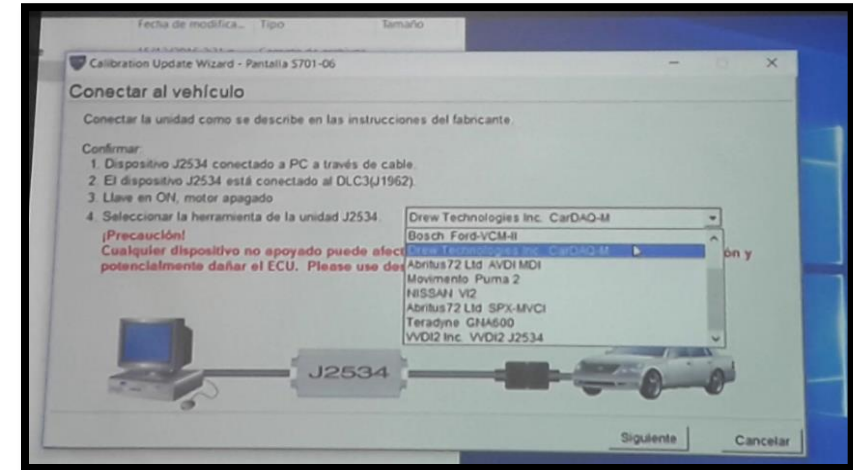 Fecha de modifica... Tipo Tamaño
Calibration Update Wizard - Pantalla S701-06
Conectar al vehículo
Conectar la unidad como se describe en las instrucciones del fabricante.
Confirmar:
1. Dispositivo J2534 conectado a PC a través de cable.
2. El dispositivo J2534 está conectado al DLC3(J1962).
3. Llave en ON, motor apagado
4. Seleccionar la herramienta de la unidad J2534.
Drew Technologies Inc. CarDAQ-M
Bosch Ford-VCM-II
Drew Technologies Inc. CarDAQ-M
Abritus72 Ltd AVDI MDI
Movimento Puma 2
NISSAN VI2
Abritus72 Ltd SPX-MVCI
Teradyne GNA600
VVDI2 Inc. VVDI2 J2534
¡Precaución!
Cualquier dispositivo no apoyado puede afect ón y
potencialmente dañar el ECU. Please use des
J2534
Siguiente Cancelar